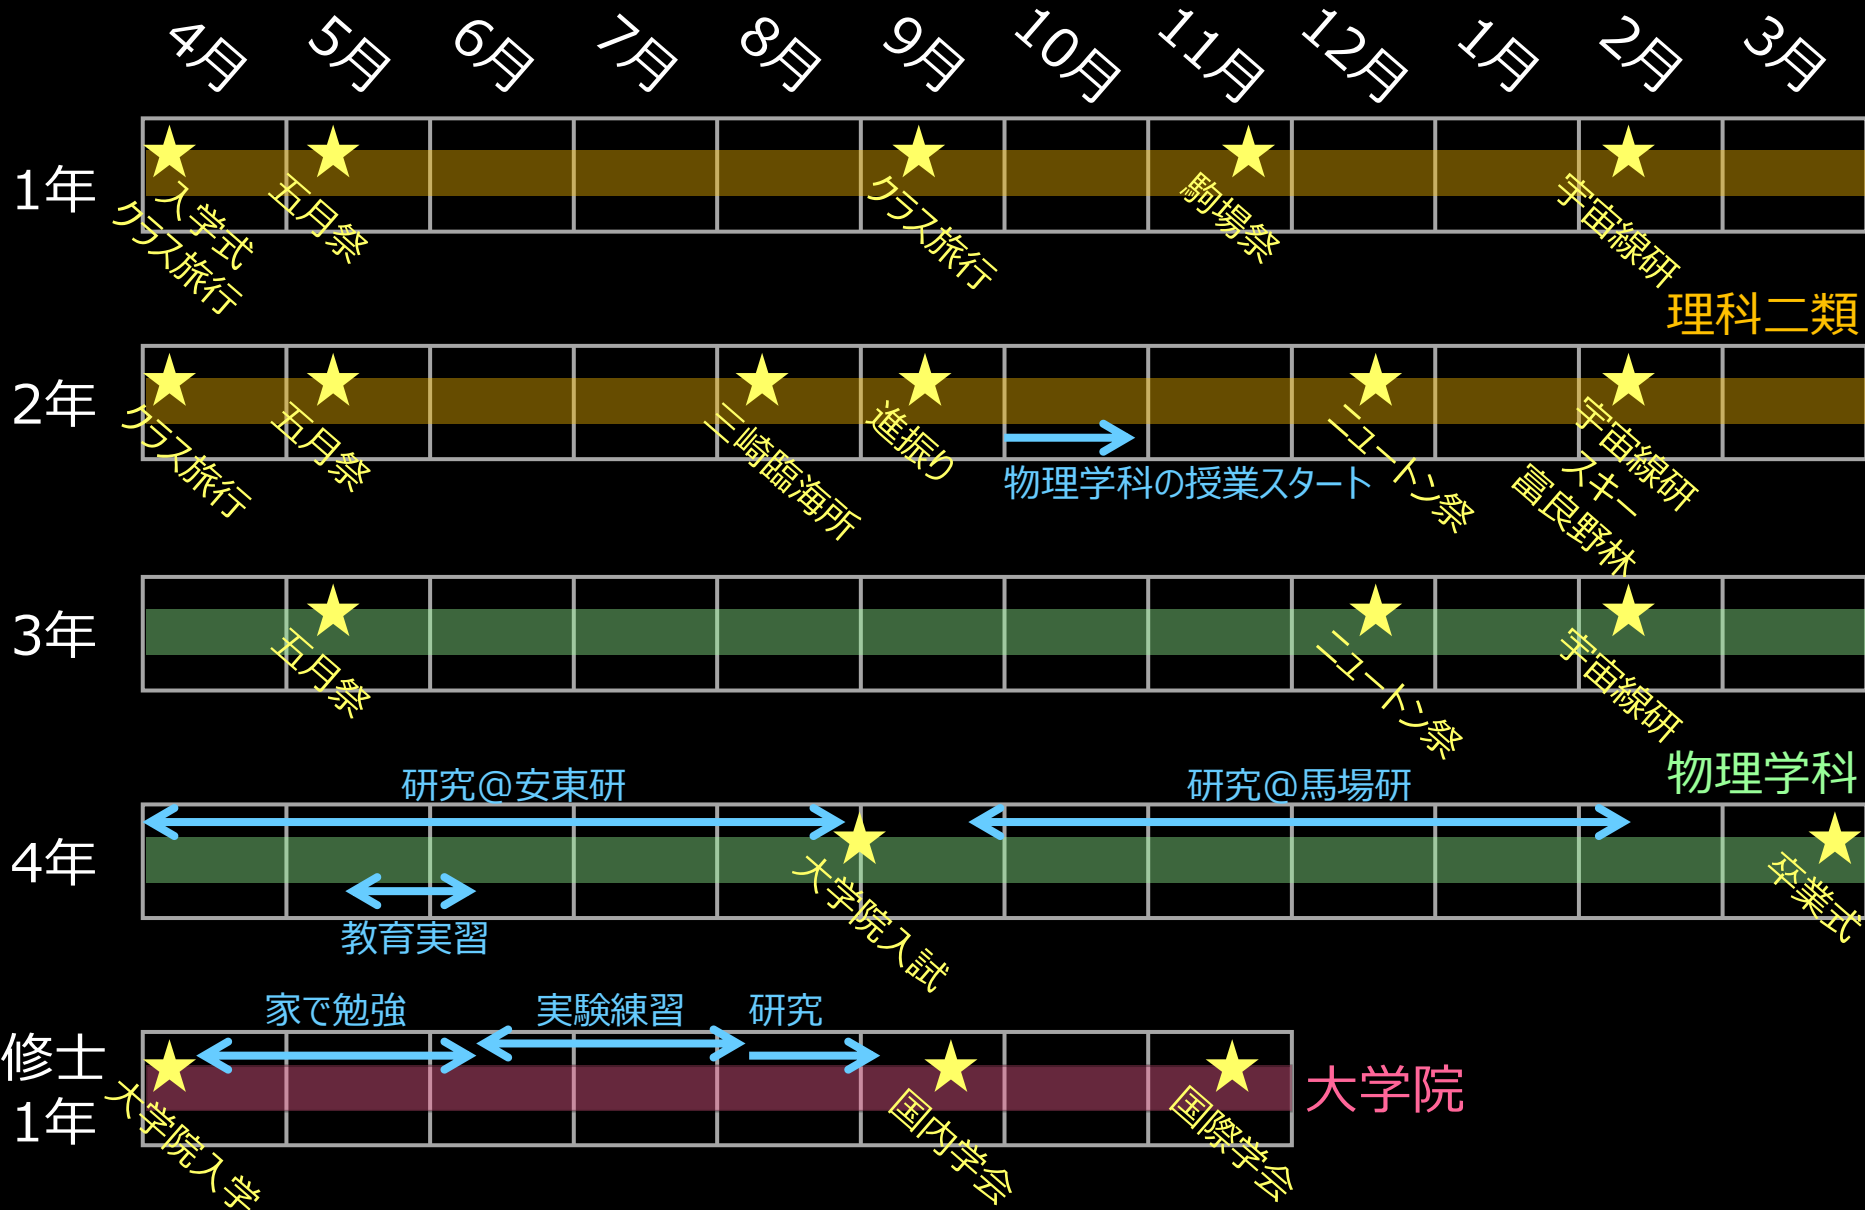 4月 5月 6月 7月 8月 9月 10月 11月 12月 1月 2月 3月
1年
入学式
クラス旅行
五月祭
クラス旅行
駒場祭
宇宙線研
理科二類
2年
クラス旅行
五月祭
三崎臨海所
進振り
物理学科の授業スタート
ニュートン祭
宇宙線研
スキー
富良野林
3年
五月祭
ニュートン祭
宇宙線研
物理学科
研究@安東研
研究@馬場研
4年
教育実習
大学院入試
卒業式
家で勉強
実験練習
研究
修士
1年
大学院入学
国内学会
国際学会
大学院